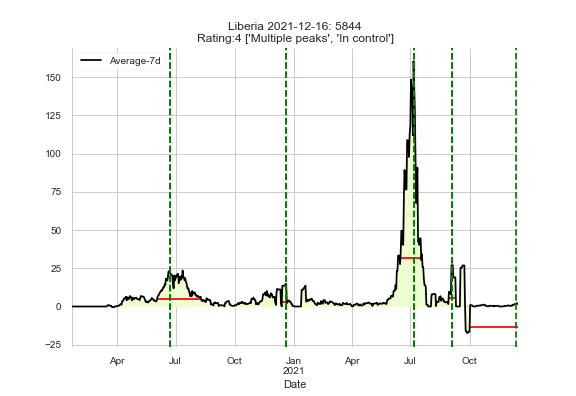 Liberia 2021-12-16: 5844
Rating:4 ['Multiple peaks', 'In control']
Average-7d
150
125
100
75
50
25
0
−25
Apr
Jul
Oct
Jan
2021
Apr
Jul
Oct
Date